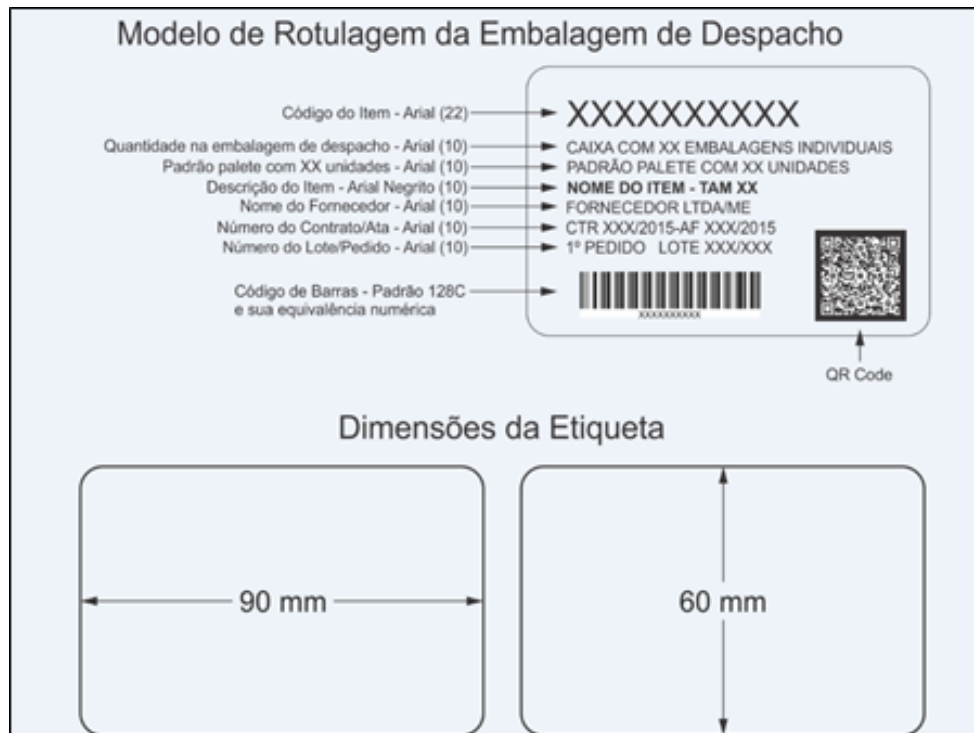 Modelo de Rotulagem da Embalagem de Despacho
Código do Item - Arial (22)
XXXXXXXXXX
Quantidade na embalagem de despacho - Arial (10)
CAIXA COM XX EMBALAGENS INDIVIDUAIS
Padrão palete com XX unidades - Arial (10)
PADRÃO PALETE COM XX UNIDADES
Descrição do Item - Arial Negrito (10)
NOME DO ITEM - TAM XX
Nome do Fornecedor - Arial (10)
FORNECEDOR LTDA/ME
Número do Contrato/Ata - Arial (10)
CTR XXX/2015-AF XXX/2015
Número do Lote/Pedido - Arial (10)
1º PEDIDO LOTE XXX/XXX
Código de Barras - Padrão 128C
e sua equivalência numérica
XXXXXXXXXX
QR Code
Dimensões da Etiqueta
90 mm
60 mm